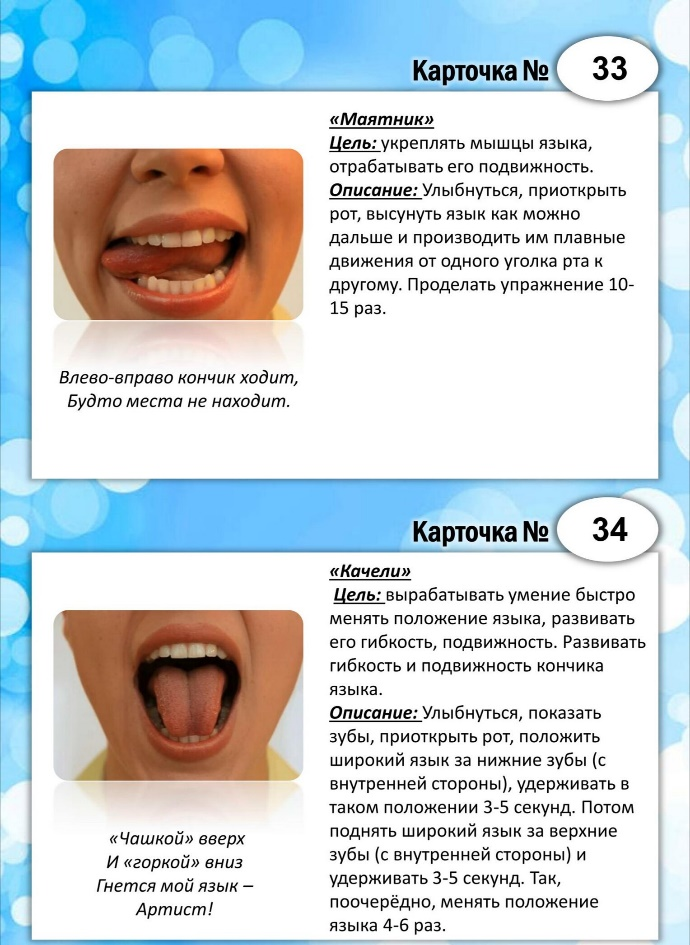 Карточка №
33
«Маятник»
Цель: укреплять мышцы языка,
отрабатывать его подвижность.
Описание: Улыбнуться, приоткрыть
рот, высунуть язык как можно
дальше и производить им плавные
движения от одного уголка рта к
другому. Проделать упражнение 10-
15 раз.
Влево-вправо кончик ходит,
Будто места не находит.
Карточка №
34
«Качели»
Цель: вырабатывать умение быстро
менять положение языка, развивать
его гибкость, подвижность. Развивать
гибкость и подвижность кончика
языка.
Описание: Улыбнуться, показать
зубы, приоткрыть рот, положить
широкий язык за нижние зубы (с
внутренней стороны), удерживать в
таком положении 3-5 секунд. Потом
поднять широкий язык за верхние
зубы (с внутренней стороны) и
удерживать 3-5 секунд. Так,
поочерёдно, менять положение
языка 4-6 раз.
«Чашкой» вверх
И «горкой» вниз
Гнется мой язык –
Артист!